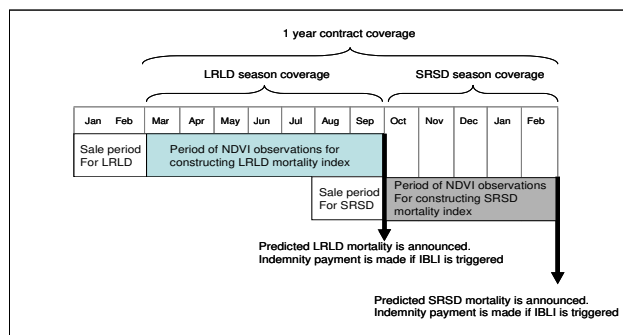 1 year contract coverage
LRLD season coverage
SRSD season coverage
Jan Feb Mar Apr May Jun Jul Aug Sep Oct Nov Dec Jan Feb
Sale period
For LRLD
Period of NDVI observations for
constructing LRLD mortality index
Sale period
For SRSD
Period of NDVI observations
For constructing SRSD
mortality index
Predicted LRLD mortality is announced.
Indemnity payment is made if IBLI is triggered
Predicted SRSD mortality is announced.
Indemnity payment is made if IBLI is triggered